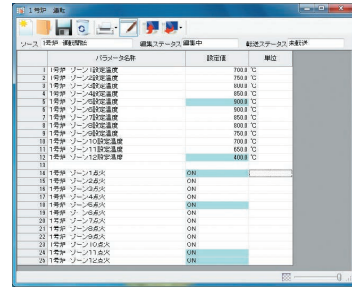 1号炉 運転
ソース 1号炉 運転開始 編集ステータス 編集中 転送ステータス 未転送
パラメータ名称 設定値 単位
1 1号炉 ゾーン1設定温度 700.0 ℃
2 1号炉 ゾーン2設定温度 750.0 ℃
3 1号炉 ゾーン3設定温度 800.0 ℃
4 1号炉 ゾーン4設定温度 850.0 ℃
5 1号炉 ゾーン5設定温度 900.0 ℃
6 1号炉 ゾーン6設定温度 900.0 ℃
7 1号炉 ゾーン7設定温度 850.0 ℃
8 1号炉 ゾーン8設定温度 800.0 ℃
9 1号炉 ゾーン9設定温度 750.0 ℃
10 1号炉 ゾーン10設定温度 700.0 ℃
11 1号炉 ゾーン11設定温度 650.0 ℃
12 1号炉 ゾーン12設定温度 400.0 ℃
13
14 1号炉 ゾーン1点火 ON
15 1号炉 ゾーン2点火 ON
16 1号炉 ゾーン3点火 ON
17 1号炉 ゾーン4点火 ON
18 1号炉 ゾーン5点火 ON
19 1号炉 ゾーン6点火 ON
20 1号炉 ゾーン7点火 ON
21 1号炉 ゾーン8点火 ON
22 1号炉 ゾーン9点火 ON
23 1号炉 ゾーン10点火 ON
24 1号炉 ゾーン11点火 ON
25 1号炉 ゾーン12点火 ON